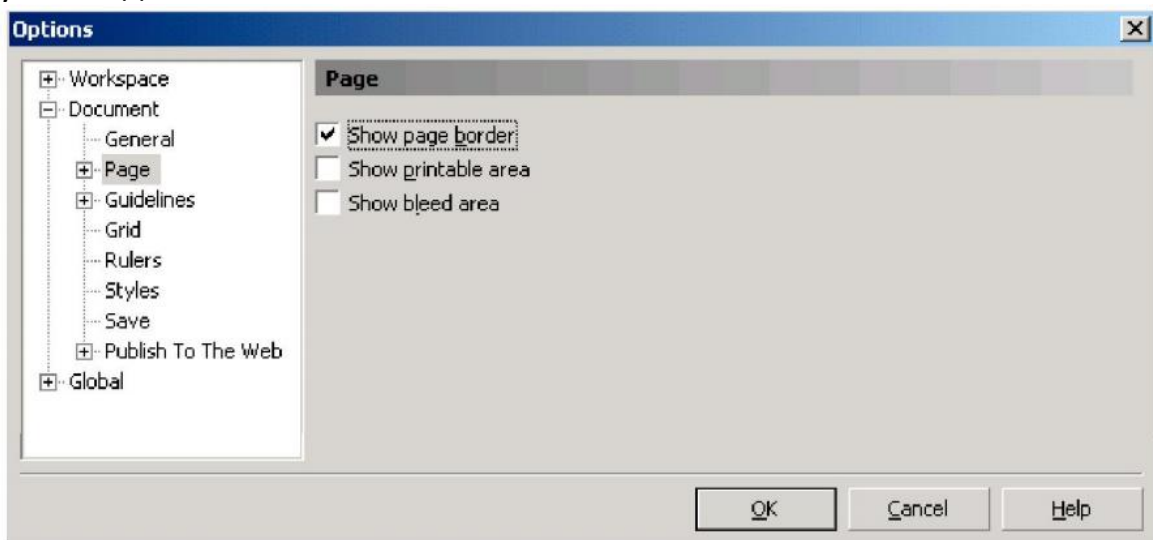 Options
Workspace
Document
General
Page
Guidelines
Grid
Rulers
Styles
Save
Publish To The Web
Global
Page
Show page border
Show printable area
Show bleed area
OK
Cancel
Help